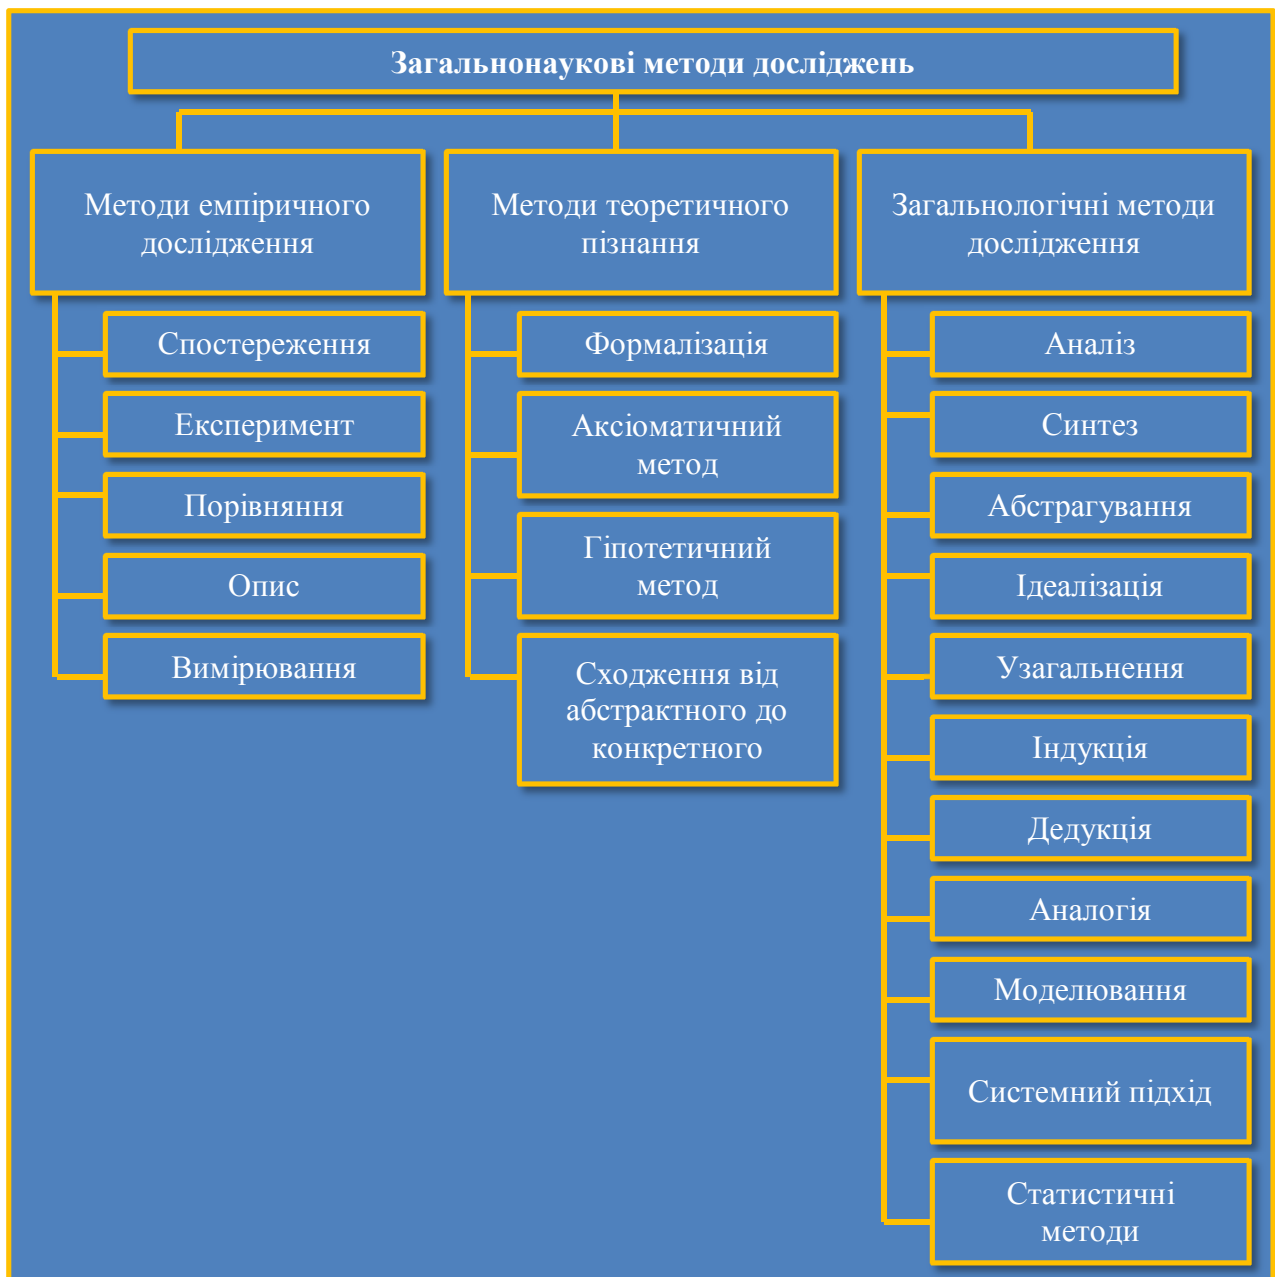 Загальнонаукові методи досліджень
Методи емпіричного
дослідження
Спостереження
Експеримент
Порівняння
Опис
Вимірювання
Методи теоретичного
пізнання
Формалізація
Аксіоматичний
метод
Гіпотетичний
метод
Сходження від
абстрактного до
конкретного
Загальнологічні методи
дослідження
Аналіз
Синтез
Абстрагування
Ідеалізація
Узагальнення
Індукція
Дедукція
Аналогія
Моделювання
Системний підхід
Статистичні
методи